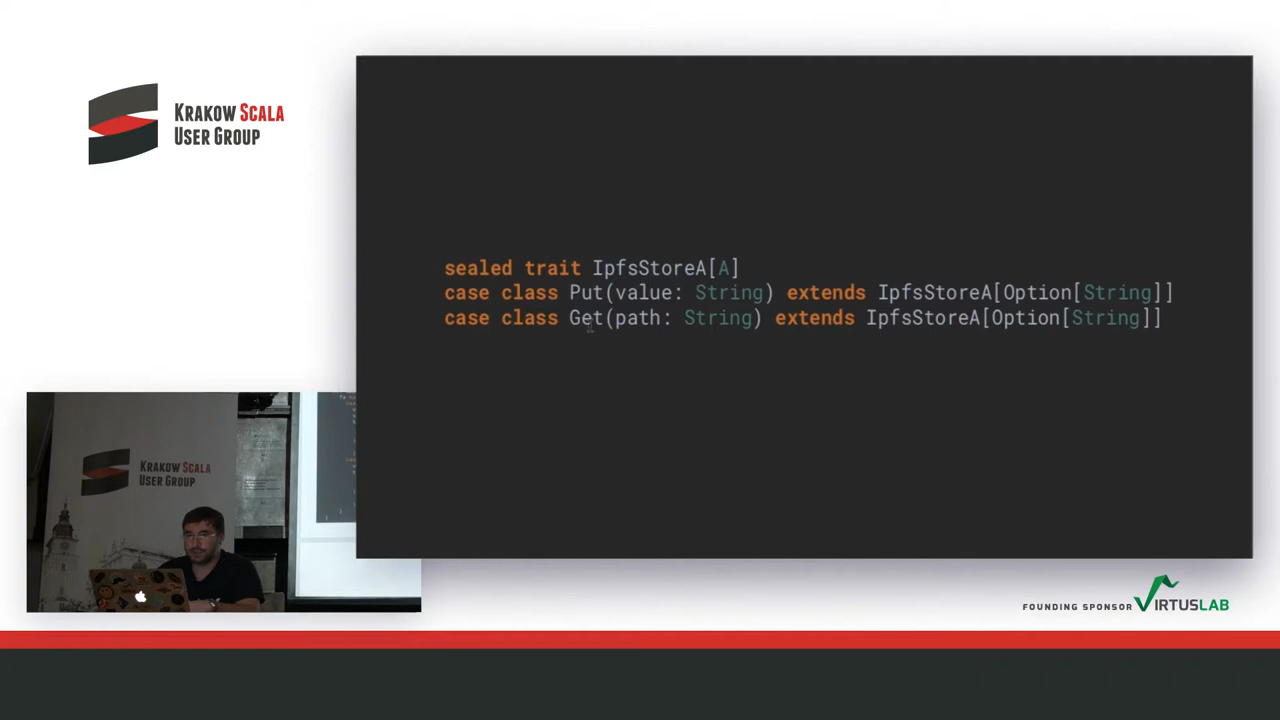 KRAKOW SCALA
USER GROUP
sealed trait IpfsStoreA[A]
case class Put(value: String) extends IpfsStoreA[Option[String]]
case class Get(path: String) extends IpfsStoreA[Option[String]]
KRAKOW SCALA
USER GROUP
FOUNDING SPONSOR VIRTUSLAB